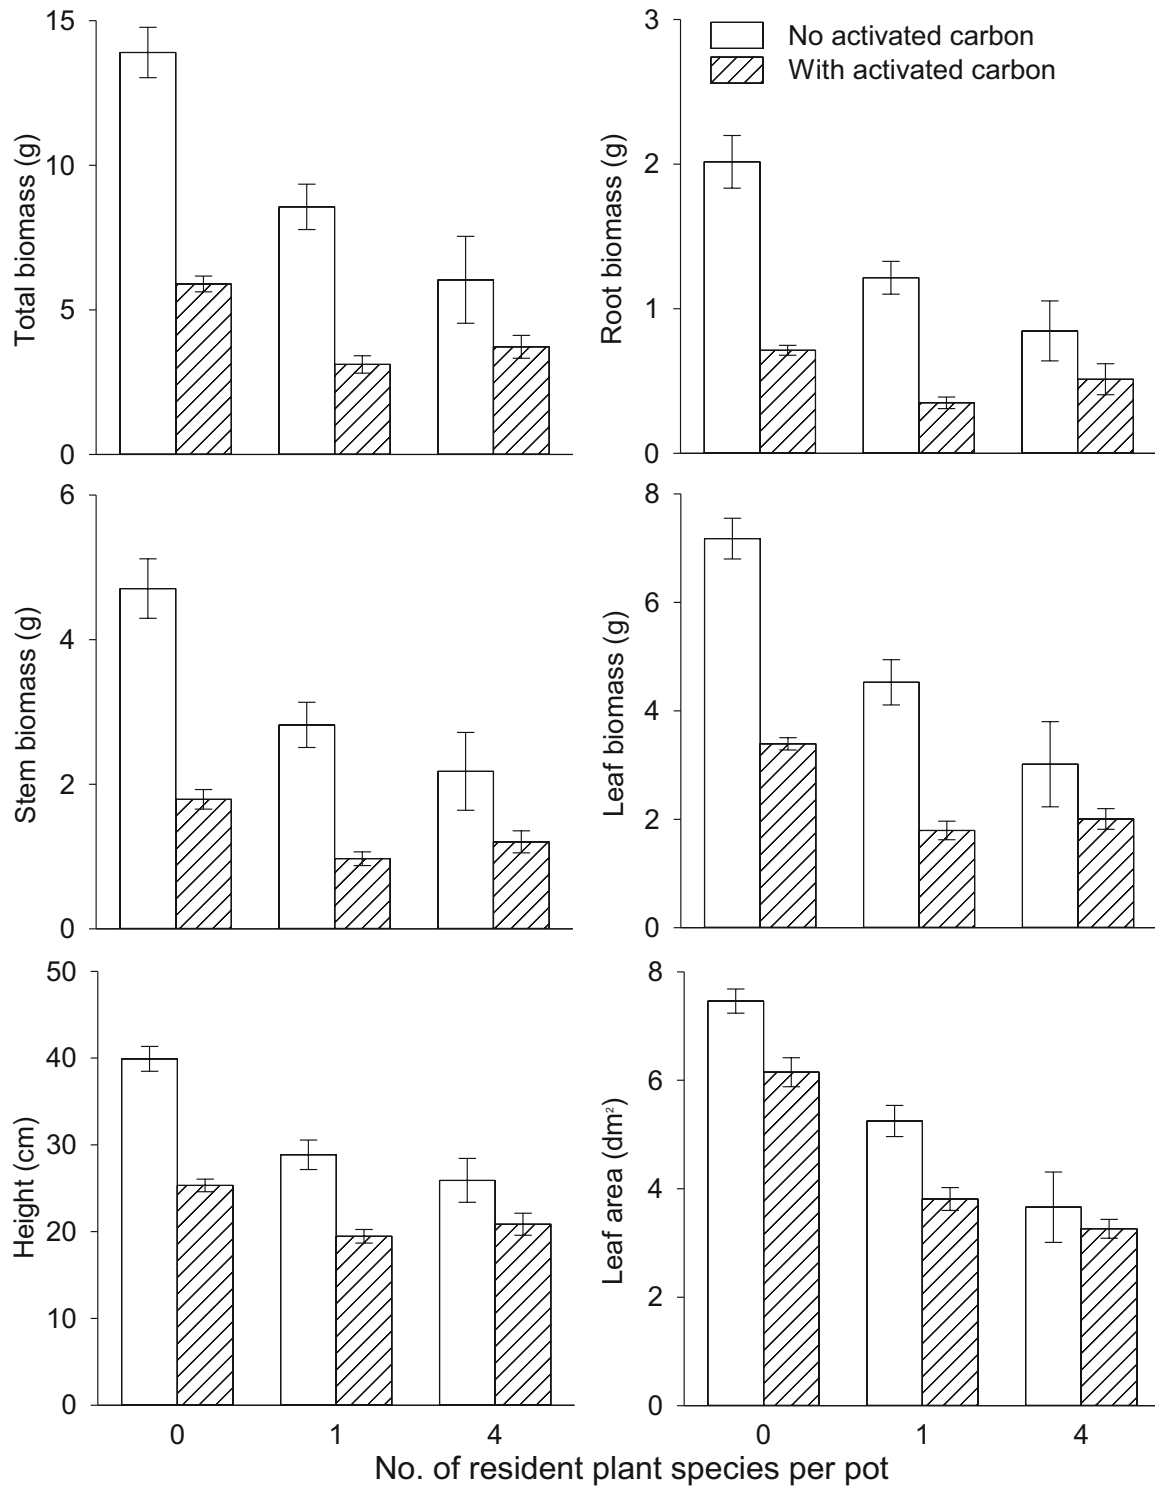 15
10
5
0
Total biomass (g)
3
2
1
0
Root biomass (g)
No activated carbon
With activated carbon
6
4
2
0
Stem biomass (g)
8
6
4
2
0
Leaf biomass (g)
50
40
30
20
10
0
Height (cm)
0 1 4
8
6
4
2
0
Leaf area (dm²)
0 1 4
No. of resident plant species per pot